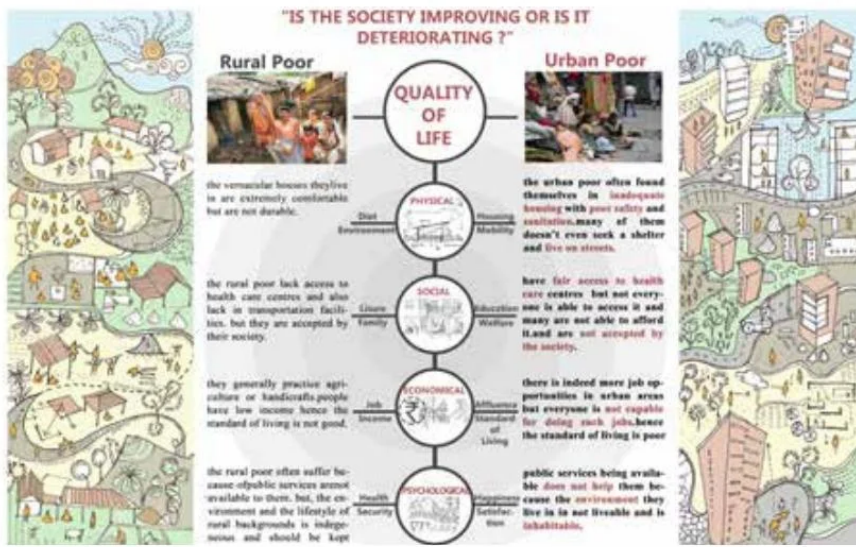 "IS THE SOCIETY IMPROVING OR IS IT
DETERIORATING ?"
Rural Poor
Urban Poor
QUALITY
OF
LIFE
the vernacular houses theylive
in are extremely comfortable
but are not durable.
PHYSICAL
Diet
Environment
Housing
Mobility
the urban poor often found
themselves in inadequate
housing with poor safety and
sanitation.many of them
doesn't even seek a shelter
and live on streets.
the rural poor lack access to
health care centres and also
lack in transportation facili-
ties. but they are accepted by
their society.
SOCIAL
Lisure
Family
Education
Welfare
have fair access to health
care centres but not every-
one is able to access it and
many are not able to afford
it.and are not accepted by
the society.
they generally practice agri-
culture or handicrafts.people
have low income hence the
standard of living is not good.
ECONOMICAL
Job
Income
Affluence
Standard
of
Living
there is indeed more job op-
portunities in urban areas
but everyone is not capable
for doing such jobs.hence
the standard of living is poor
the rural poor often suffer be-
cause ofpublic services arenot
available to them. but, the en-
vironment and the lifestyle of
rural backgrounds is indege-
neious and should be kept
PSYCHOLOGICAL
Health
Security
Happiness
Satisfac-
tion
public services being availa-
ble does not help them be-
cause the environment they
live in in not liveable and is
inhabitable.